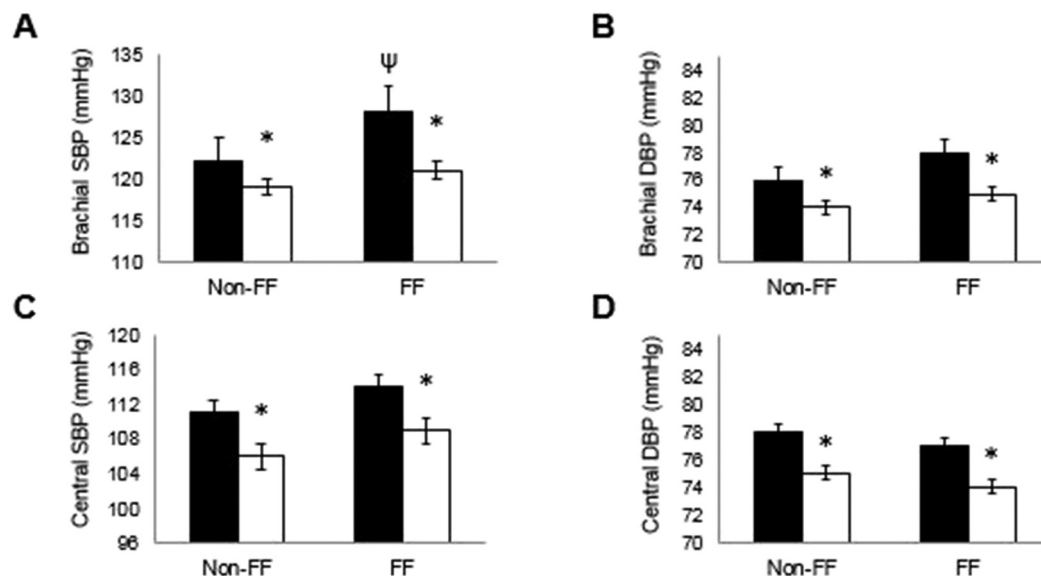 A
Brachial SBP (mmHg)
135
130
125
120
115
110
*
ψ
*
Non-FF FF
B
Brachial DBP (mmHg)
84
82
80
78
76
74
72
70
*
*
Non-FF FF
C
Central SBP (mmHg)
120
116
112
108
104
100
96
*
*
Non-FF FF
D
Central DBP (mmHg)
84
82
80
78
76
74
72
70
*
*
Non-FF FF